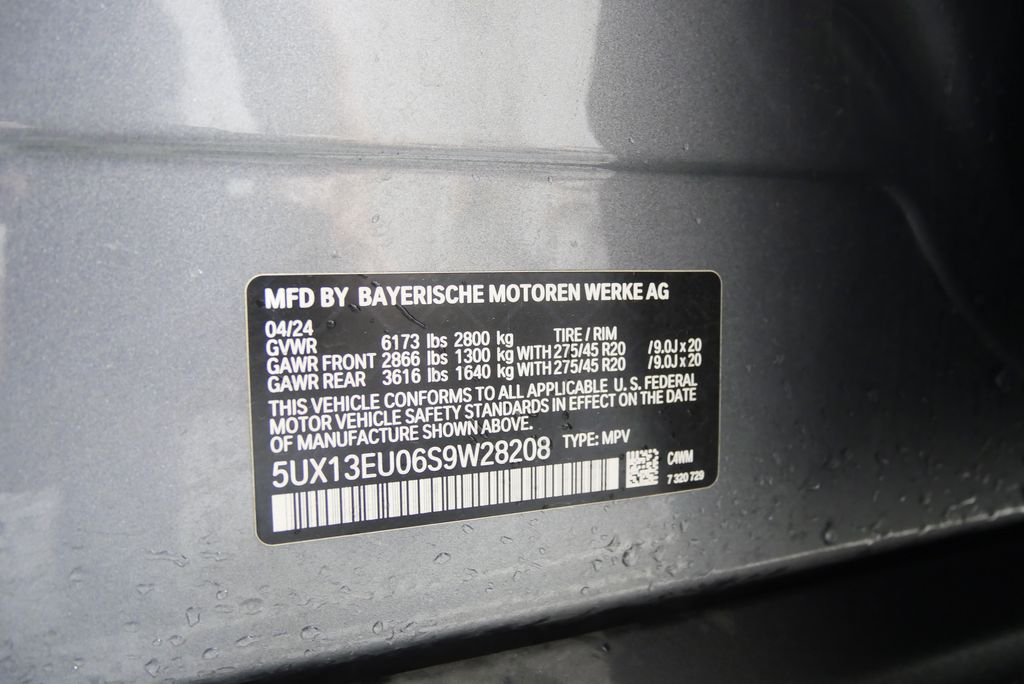 MFD BY BAYERISCHE MOTOREN WERKE AG
04/24 TIRE / RIM
GVWR 6173 lbs 2800 kg
GAWR FRONT 2866 lbs 1300 kg WITH 275/45 R20 / 9.0J x 20
GAWR REAR 3616 lbs 1640 kg WITH 275/45 R20 / 9.0J x 20
THIS VEHICLE CONFORMS TO ALL APPLICABLE U. S. FEDERAL
MOTOR VEHICLE SAFETY STANDARDS IN EFFECT ON THE DATE
OF MANUFACTURE SHOWN ABOVE.
5UX13EU06S9W28208 TYPE: MPV
C4WM
7 320 729